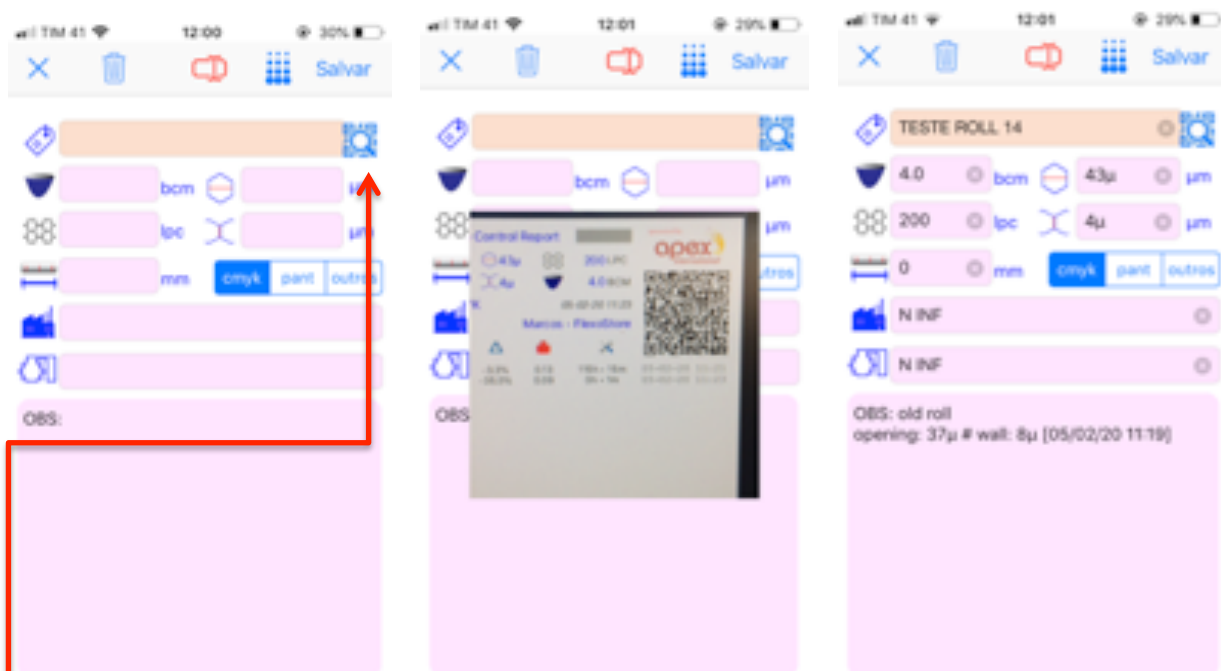 TIM 41 12:00 30%
Salvar
bcm µm
lpc µm
mm cmyk pant outros
OBS:
TIM 41 12:01 29%
Salvar
bcm µm
µm
Control Report apex
43µ 200 LPC
4µ 4.0 BCM
Marcos - FlexoStore
OBS
TIM 41 12:01 29%
Salvar
TESTE ROLL 14
4.0 bcm 43µ µm
200 lpc 4µ µm
0 mm cmyk pant outros
N INF
N INF
OBS: old roll
opening: 37µ # wall: 8µ [05/02/20 11:19]